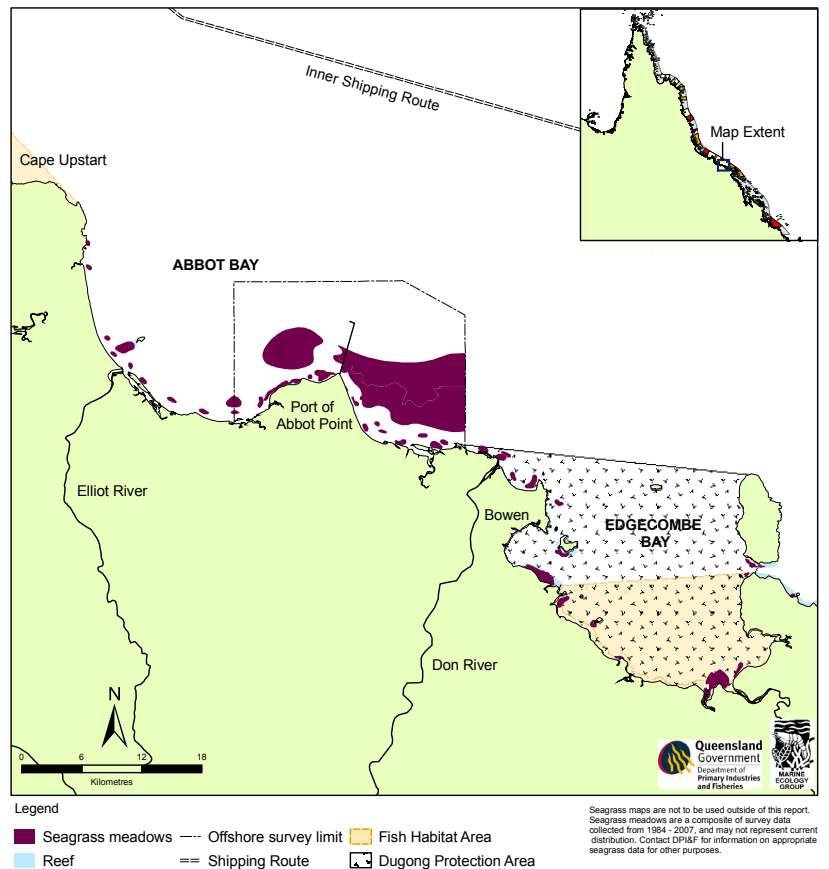 Inner Shipping Route
Map Extent
Cape Upstart
ABBOT BAY
Port of
Abbot Point
Elliot River
Bowen
EDGECOMBE
BAY
Don River
N
0 6 12 18
Kilometres
Queensland
Government
Department of
Primary Industries
and Fisheries
MARINE
ECOLOGY
GROUP
Legend
Seagrass meadows
Offshore survey limit
Fish Habitat Area
Reef
Shipping Route
Dugong Protection Area
Seagrass maps are not to be used outside of this report.
Seagrass meadows are a composite of survey data
collected from 1984 - 2007, and may not represent current
distribution. Contact DPI&F for information on appropriate
seagrass data for other purposes.